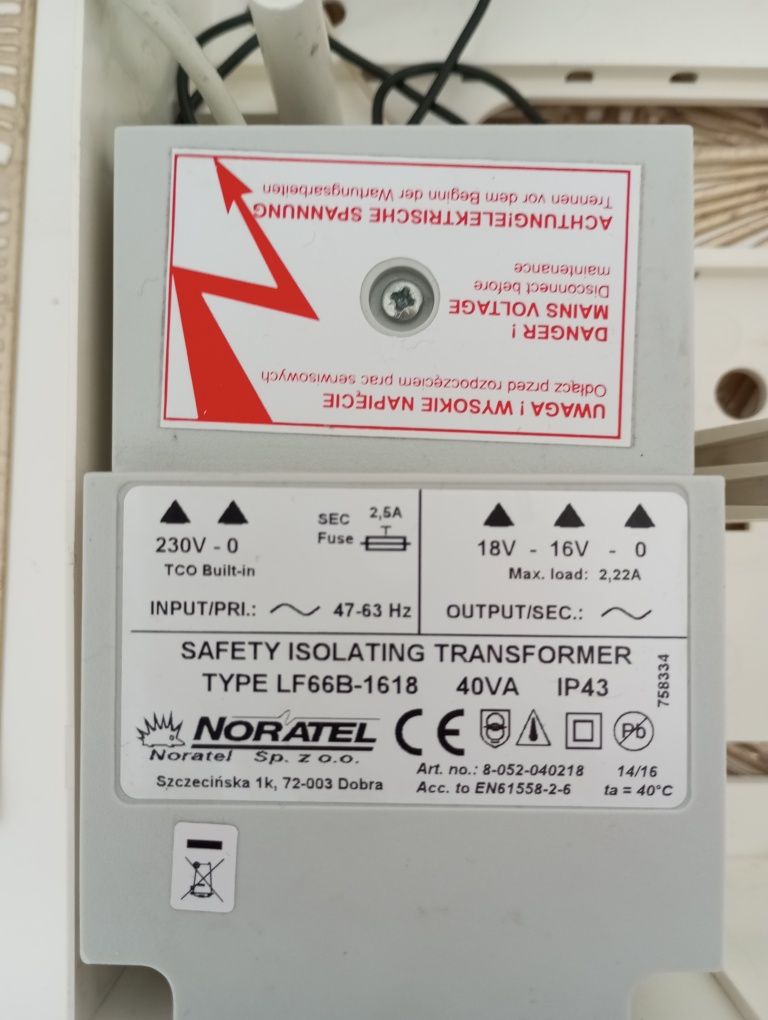 UWAGA ! WYSOKIE NAPIĘCIE
Odłącz przed rozpoczęciem prac serwisowych
DANGER !
MAINS VOLTAGE
Disconnect before
maintenance
ACHTUNG!ELEKTRISCHE SPANNUNG
Trennen vor dem Beginn der Wartungsarbeiten
230V - 0
TCO Built-in
SEC Fuse
2,5A
T
INPUT/PRI.: 47-63 Hz
18V - 16V - 0
Max. load: 2,22A
OUTPUT/SEC.:
SAFETY ISOLATING TRANSFORMER
TYPE LF66B-1618 40VA IP43
758334
NORATEL
Noratel Sp. z o.o.
Szczecińska 1k, 72-003 Dobra
CE
Pb
Art. no.: 8-052-040218 14/16
Acc. to EN61558-2-6 ta = 40°C